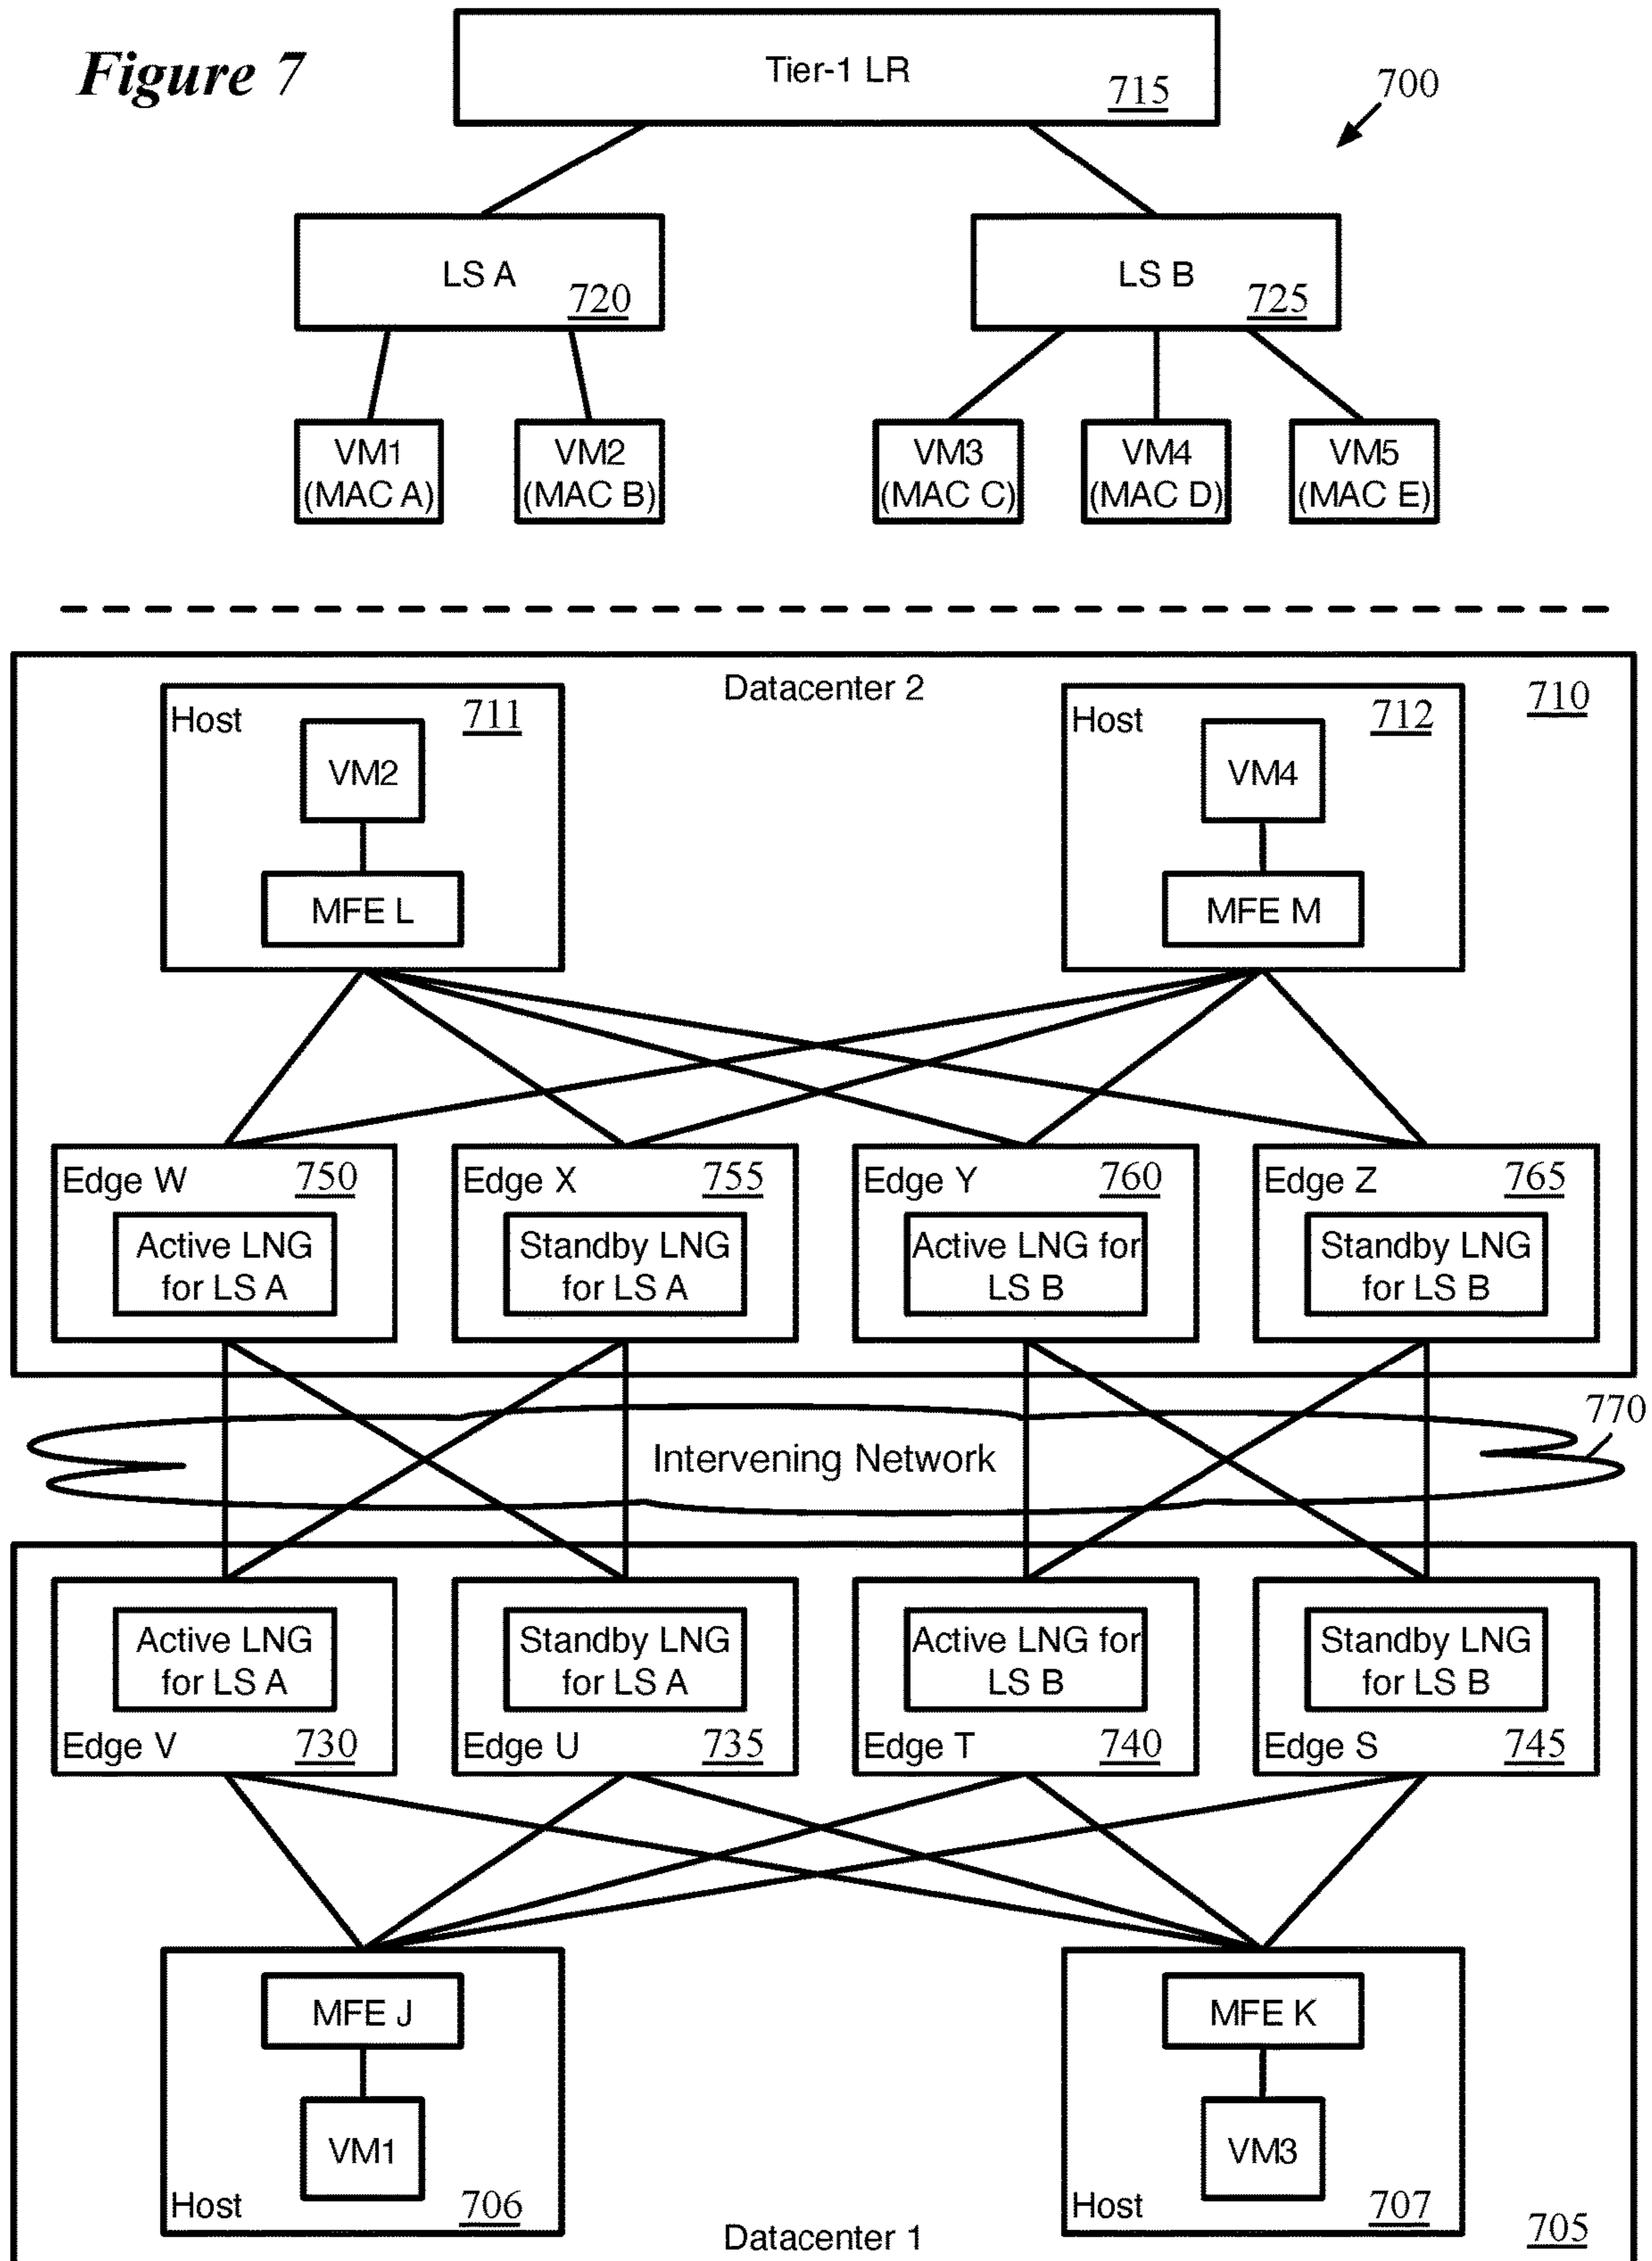 Figure 7
Tier-1 LR
715
700
LS A
720
LS B
725
VM1
(MAC A)
VM2
(MAC B)
VM3
(MAC C)
VM4
(MAC D)
VM5
(MAC E)
Datacenter 2
710
Host
711
VM2
MFE L
Host
712
VM4
MFE M
Edge W
750
Active LNG
for LS A
Edge X
755
Standby LNG
for LS A
Edge Y
760
Active LNG for
LS B
Edge Z
765
Standby LNG
for LS B
770
Intervening Network
Active LNG
for LS A
Edge V
730
Standby LNG
for LS A
Edge U
735
Active LNG for
LS B
Edge T
740
Standby LNG
for LS B
Edge S
745
MFE J
VM1
Host
706
MFE K
VM3
Host
707
Datacenter 1
705